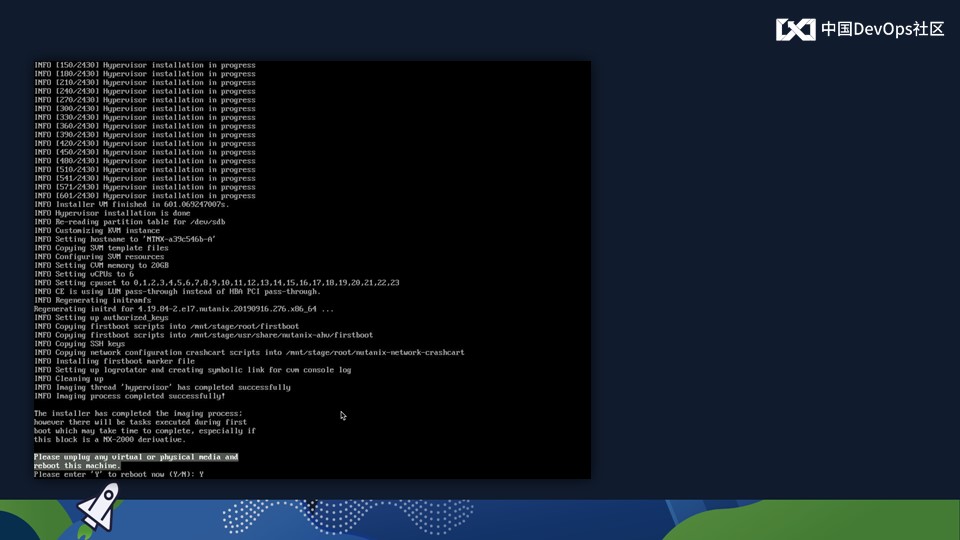 中国DevOps社区
INFO [150/2430] Hypervisor installation in progress
INFO [180/2430] Hypervisor installation in progress
INFO [210/2430] Hypervisor installation in progress
INFO [240/2430] Hypervisor installation in progress
INFO [270/2430] Hypervisor installation in progress
INFO [300/2430] Hypervisor installation in progress
INFO [330/2430] Hypervisor installation in progress
INFO [360/2430] Hypervisor installation in progress
INFO [390/2430] Hypervisor installation in progress
INFO [420/2430] Hypervisor installation in progress
INFO [450/2430] Hypervisor installation in progress
INFO [480/2430] Hypervisor installation in progress
INFO [510/2430] Hypervisor installation in progress
INFO [541/2430] Hypervisor installation in progress
INFO [571/2430] Hypervisor installation in progress
INFO [601/2430] Hypervisor installation in progress
INFO Installer VM finished in 601.069247007s.
INFO Hypervisor installation is done
INFO Re-reading partition table for /dev/sdb
INFO Customizing KVM instance
INFO Setting hostname to 'NTNX-a39c546b-A'
INFO Copying SVM template files
INFO Configuring SVM resources
INFO Setting CVM memory to 20GB
INFO Setting vCPUs to 6
INFO Setting cpuset to 0,1,2,3,4,5,6,7,8,9,10,11,12,13,14,15,16,17,18,19,20,21,22,23
INFO CE is using LUN pass-through instead of HBA PCI pass-through.
INFO Regenerating initramfs
Regenerating initrd for 4.19.84-2.el7.nutanix.20190916.276.x86_64 ...
INFO Setting up authorized_keys
INFO Copying firstboot scripts into /mnt/stage/root/firstboot
INFO Copying firstboot scripts into /mnt/stage/usr/share/nutanix-ahv/firstboot
INFO Copying SSH keys
INFO Copying network configuration crashcart scripts into /mnt/stage/root/nutanix-network-crashcart
INFO Installing firstboot marker file
INFO Setting up logrotator and creating symbolic link for cvm console log
INFO Cleaning up
INFO Imaging thread 'hypervisor' has completed successfully
INFO Imaging process completed successfully!
The installer has completed the imaging process;
however there will be tasks executed during first
boot which may take time to complete, especially if
this block is a NX-2000 derivative.
Please unplug any virtual or physical media and
reboot this machine.
Please enter 'Y' to reboot now (Y/N): Y